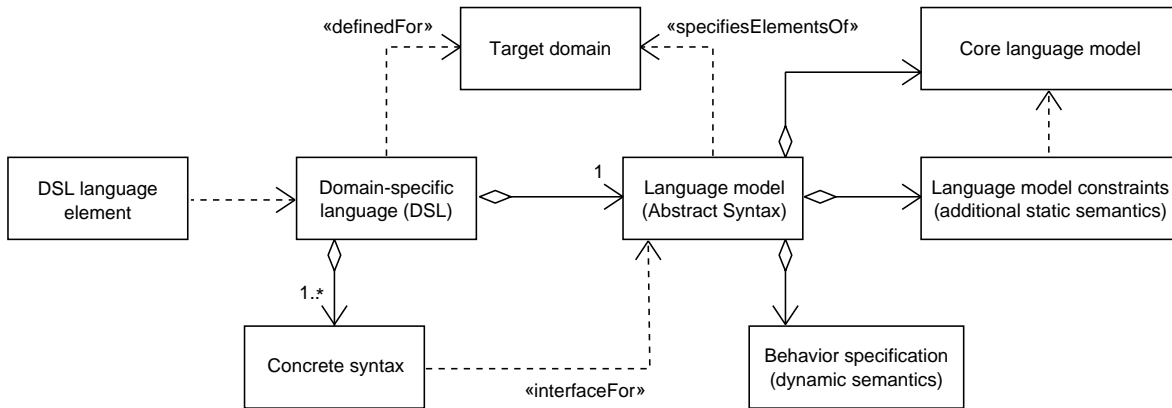 «definedFor»
Target domain
«specifiesElementsOf»
Core language model
DSL language
element
Domain-specific
language (DSL)
1
Language model
(Abstract Syntax)
Language model constraints
(additional static semantics)
1..*
Concrete syntax
«interfaceFor»
Behavior specification
(dynamic semantics)